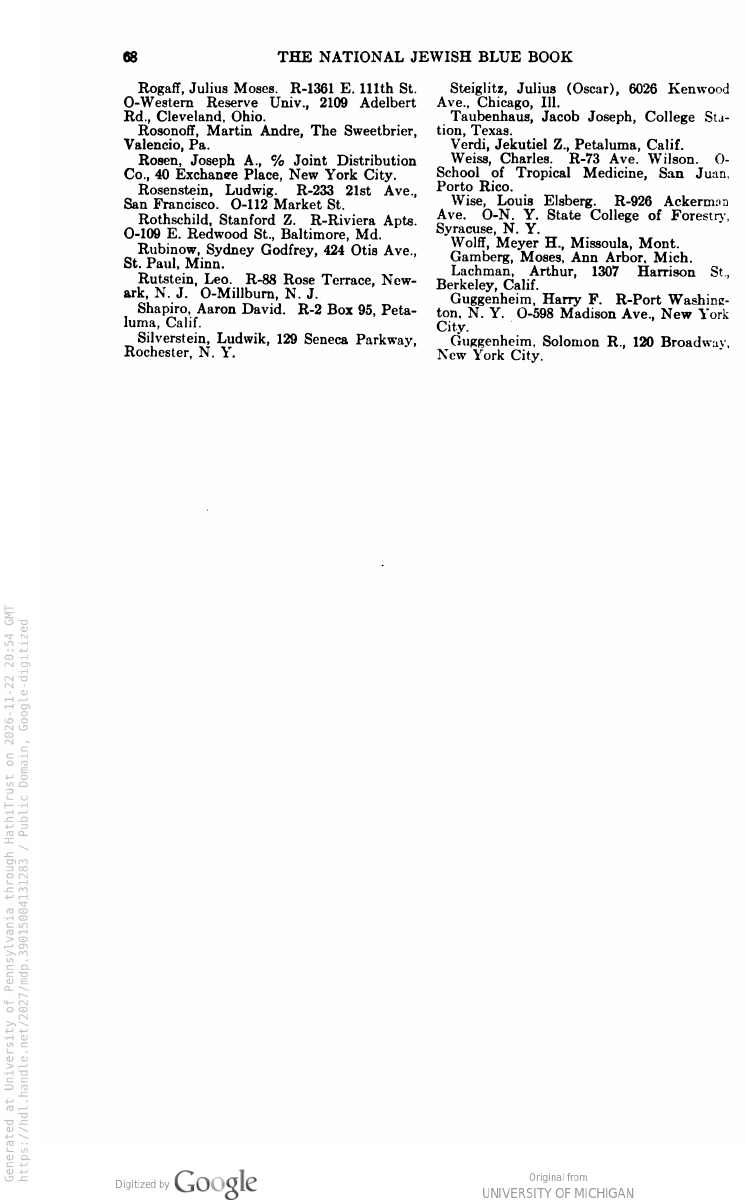 68
THE NATIONAL JEWISH BLUE BOOK
Rogaff, Julius Moses. R-1361 E. 111th St.
O-Western Reserve Univ., 2109 Adelbert
Rd., Cleveland, Ohio.
Rosonoff, Martin Andre, The Sweetbrier,
Valencio, Pa.
Rosen, Joseph A., % Joint Distribution
Co., 40 Exchange Place, New York City.
Rosenstein, Ludwig. R-233 21st Ave.,
San Francisco. O-112 Market St.
Rothschild, Stanford Z. R-Riviera Apts.
O-109 E. Redwood St., Baltimore, Md.
Rubinow, Sydney Godfrey, 424 Otis Ave.,
St. Paul, Minn.
Rutstein, Leo. R-88 Rose Terrace, New-
ark, N. J. O-Millburn, N. J.
Shapiro, Aaron David. R-2 Box 95, Peta-
luma, Calif.
Silverstein, Ludwik, 129 Seneca Parkway,
Rochester, N. Y.
Steiglitz, Julius (Oscar), 6026 Kenwood
Ave., Chicago, Ill.
Taubenhaus, Jacob Joseph, College Sta-
tion, Texas.
Verdi, Jekutiel Z., Petaluma, Calif.
Weiss, Charles. R-73 Ave. Wilson. O-
School of Tropical Medicine, San Juan,
Porto Rico.
Wise, Louis Elsberg. R-926 Ackerman
Ave. O-N. Y. State College of Forestry,
Syracuse, N. Y.
Wolff, Meyer H., Missoula, Mont.
Gamberg, Moses, Ann Arbor, Mich.
Lachman, Arthur, 1307 Harrison St.,
Berkeley, Calif.
Guggenheim, Harry F. R-Port Washing-
ton, N. Y. O-598 Madison Ave., New York
City.
Guggenheim, Solomon R., 120 Broadway,
New York City.
Generated at University of Pennsylvania through HathiTrust on 2026-11-22 20:54 GMT
https://hdl.handle.net/2027/mdp.39015004131283 / Public Domain, Google-digitized
Digitized by Google
Original from
UNIVERSITY OF MICHIGAN